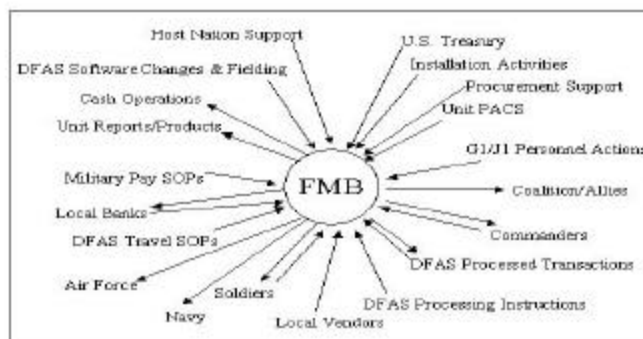 Host Nation Support
U.S. Treasury
DFAS Software Changes & Fielding
Installation Activities
Cash Operations
Procurement Support
Unit Reports/Products
Unit PACS
G1/J1 Personnel Actions
Military Pay SOPs
FMB
Coalition/Allies
Local Banks
Commanders
DFAS Travel SOPs
DFAS Processed Transactions
Air Force
Soldiers
DFAS Processing Instructions
Navy
Local Vendors